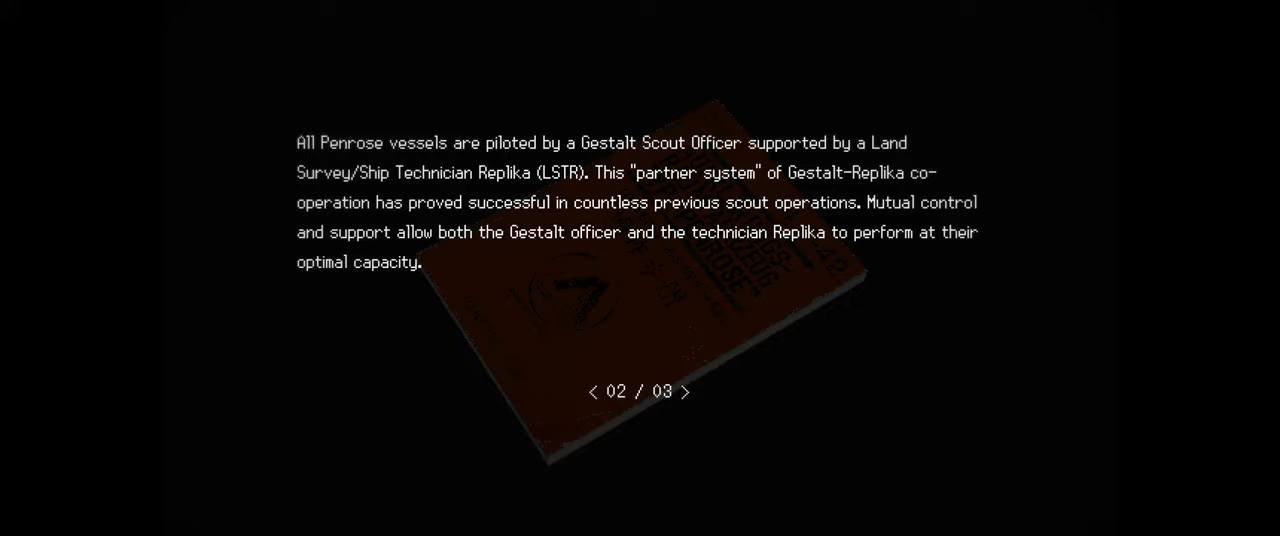 All Penrose vessels are piloted by a Gestalt Scout Officer supported by a Land
Survey/Ship Technician Replika (LSTR). This "partner system" of Gestalt-Replika co-
operation has proved successful in countless previous scout operations. Mutual control
and support allow both the Gestalt officer and the technician Replika to perform at their
optimal capacity.
< 02 / 03 >